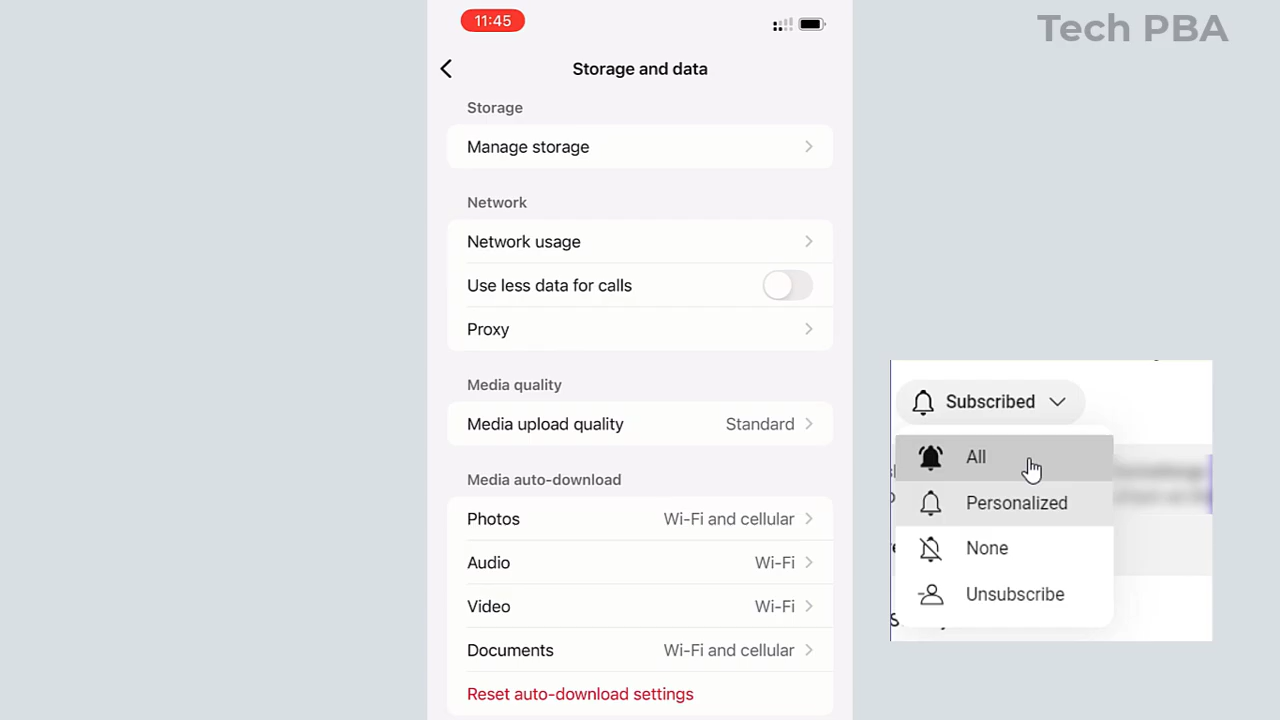 Tech PBA
11:45
Storage and data
Storage
Manage storage
Network
Network usage
Use less data for calls
Proxy
Media quality
Media upload quality Standard
Media auto-download
Photos Wi-Fi and cellular
Audio Wi-Fi
Video Wi-Fi
Documents Wi-Fi and cellular
Reset auto-download settings
Subscribed
All
Personalized
None
Unsubscribe